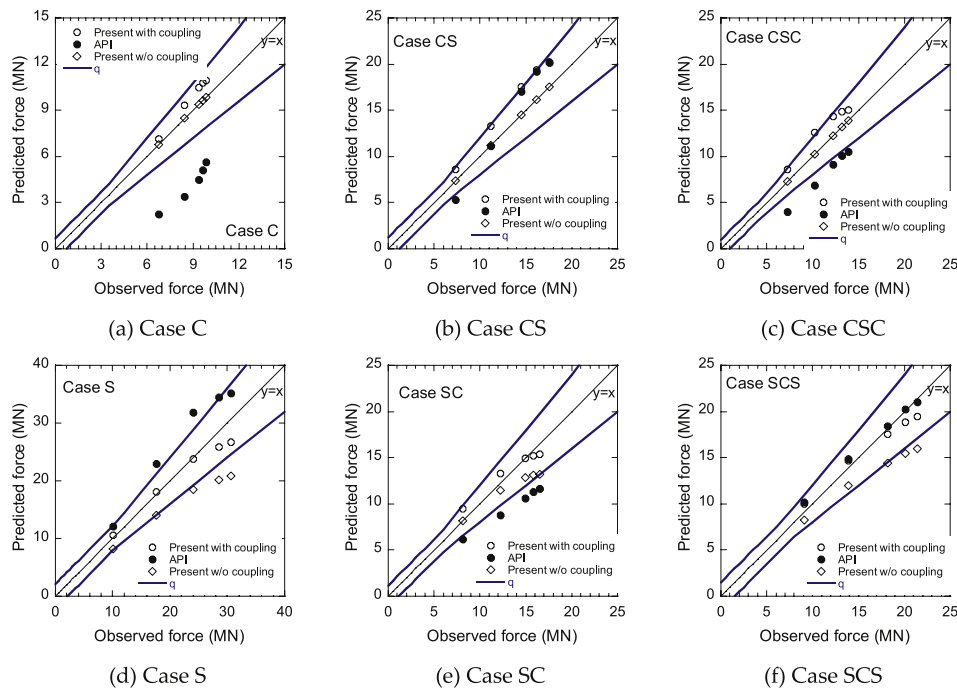 15
12
9
6
3
0
Predicted force (MN)
Present with coupling
API
Present w/o coupling
q
y=x
Case C
0 3 6 9 12 15
Observed force (MN)
(a) Case C
25
20
15
10
5
0
Predicted force (MN)
Case CS
y=x
Present with coupling
API
Present w/o coupling
q
0 5 10 15 20 25
Observed force (MN)
(b) Case CS
25
20
15
10
5
0
Predicted force (MN)
Case CSC
y=x
Present with coupling
API
Present w/o coupling
q
0 5 10 15 20 25
Observed force (MN)
(c) Case CSC
40
30
20
10
0
Predicted force (MN)
Case S
y=x
Present with coupling
API
Present w/o coupling
q
0 10 20 30 40
Observed force (MN)
(d) Case S
25
20
15
10
5
0
Predicted force (MN)
Case SC
y=x
Present with coupling
API
Present w/o coupling
q
0 5 10 15 20 25
Observed force (MN)
(e) Case SC
25
20
15
10
5
0
Predicted force (MN)
Case SCS
y=x
Present with coupling
API
Present w/o coupling
q
0 5 10 15 20 25
Observed force (MN)
(f) Case SCS